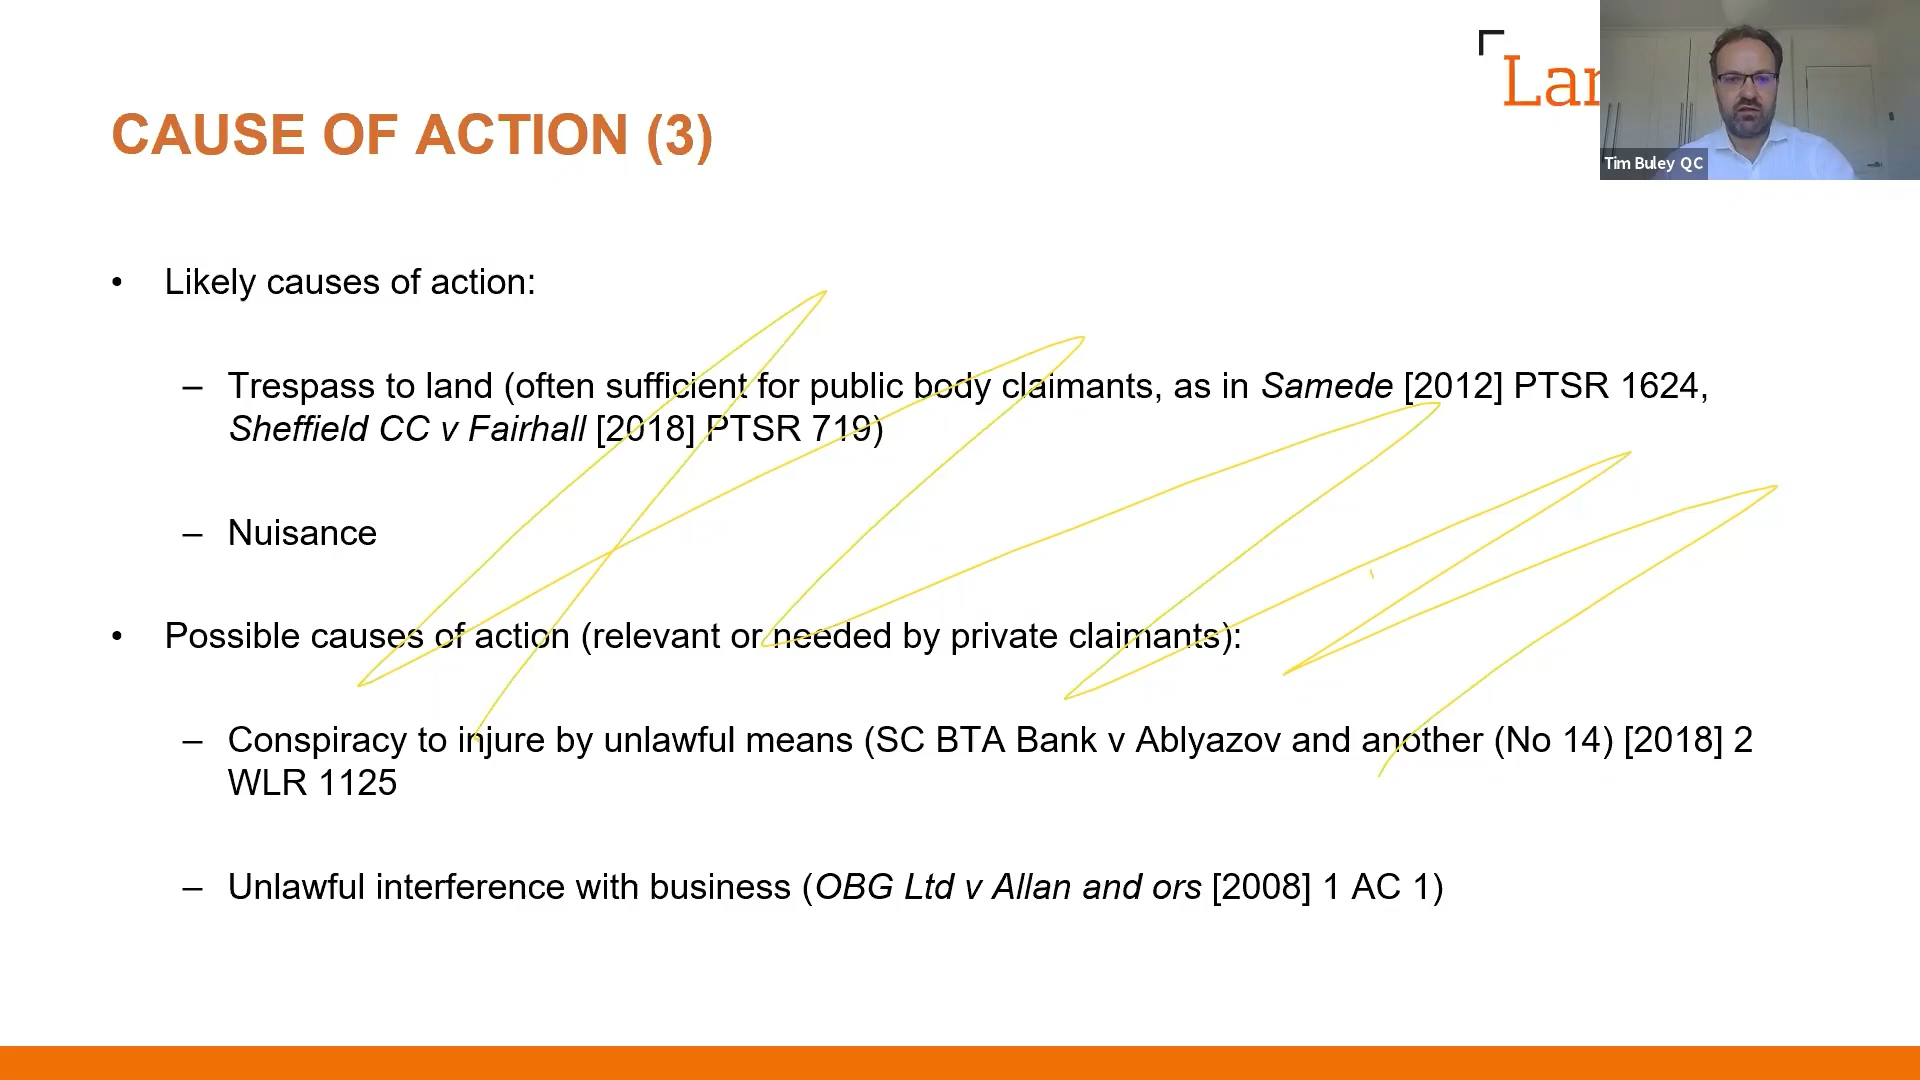 Lan
Tim Buley QC
CAUSE OF ACTION (3)
• Likely causes of action:
– Trespass to land (often sufficient for public body claimants, as in Samede [2012] PTSR 1624,
Sheffield CC v Fairhall [2018] PTSR 719)
– Nuisance
• Possible causes of action (relevant or needed by private claimants):
– Conspiracy to injure by unlawful means (SC BTA Bank v Ablyazov and another (No 14) [2018] 2
WLR 1125
– Unlawful interference with business (OBG Ltd v Allan and ors [2008] 1 AC 1)